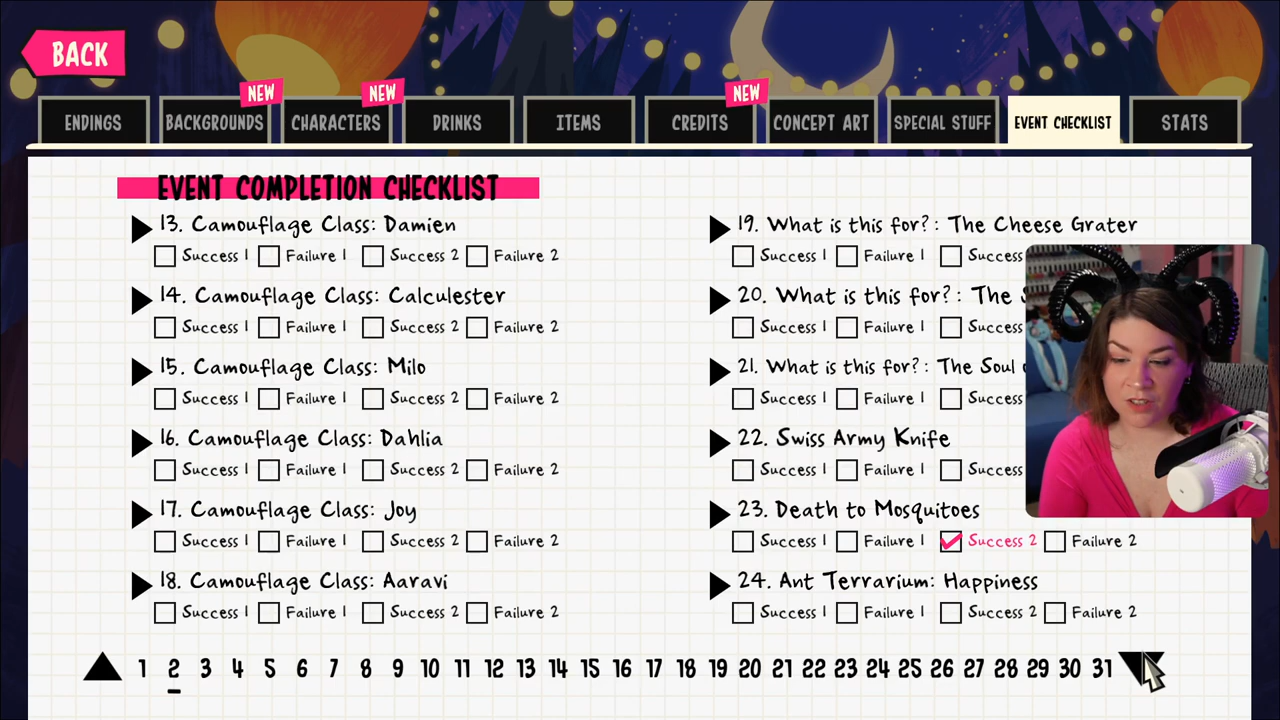 BACK
NEW
NEW
NEW
ENDINGS
BACKGROUNDS
CHARACTERS
DRINKS
ITEMS
CREDITS
CONCEPT ART
SPECIAL STUFF
EVENT CHECKLIST
STATS
EVENT COMPLETION CHECKLIST
13. Camouflage Class: Damien
Success 1 Failure 1 Success 2 Failure 2
14. Camouflage Class: Calculester
Success 1 Failure 1 Success 2 Failure 2
15. Camouflage Class: Milo
Success 1 Failure 1 Success 2 Failure 2
16. Camouflage Class: Dahlia
Success 1 Failure 1 Success 2 Failure 2
17. Camouflage Class: Joy
Success 1 Failure 1 Success 2 Failure 2
18. Camouflage Class: Aaravi
Success 1 Failure 1 Success 2 Failure 2
19. What is this for?: The Cheese Grater
Success 1 Failure 1 Success
20. What is this for?: The
Success 1 Failure 1 Success
21. What is this for?: The Soul
Success 1 Failure 1 Success
22. Swiss Army Knife
Success 1 Failure 1 Success
23. Death to Mosquitoes
Success 1 Failure 1 Success 2 Failure 2
24. Ant Terrarium: Happiness
Success 1 Failure 1 Success 2 Failure 2
1 2 3 4 5 6 7 8 9 10 11 12 13 14 15 16 17 18 19 20 21 22 23 24 25 26 27 28 29 30 31